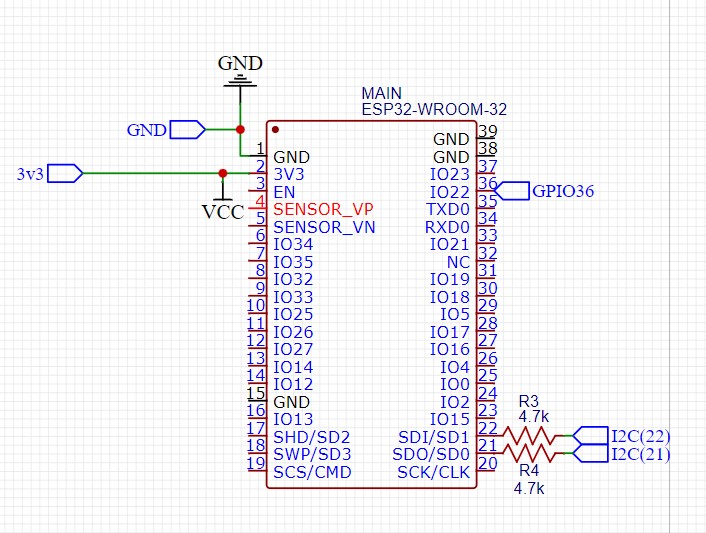 GND
MAIN
ESP32-WROOM-32
GND
3v3
VCC
1 GND
2 3V3
3 EN
4 SENSOR_VP
5 SENSOR_VN
6 IO34
7 IO35
8 IO32
9 IO33
10 IO25
11 IO26
12 IO27
13 IO14
14 IO12
15 GND
16 IO13
17 SHD/SD2
18 SWP/SD3
19 SCS/CMD
GND 39
GND 38
IO23 37
IO22 36 GPIO36
TXD0 35
RXD0 34
IO21 33
NC 32
IO19 31
IO18 30
IO5 29
IO17 28
IO16 27
IO4 26
IO0 25
IO2 24
IO15 23
SDI/SD1 22
SDO/SD0 21
SCK/CLK 20
R3
4.7k
I2C(22)
I2C(21)
R4
4.7k